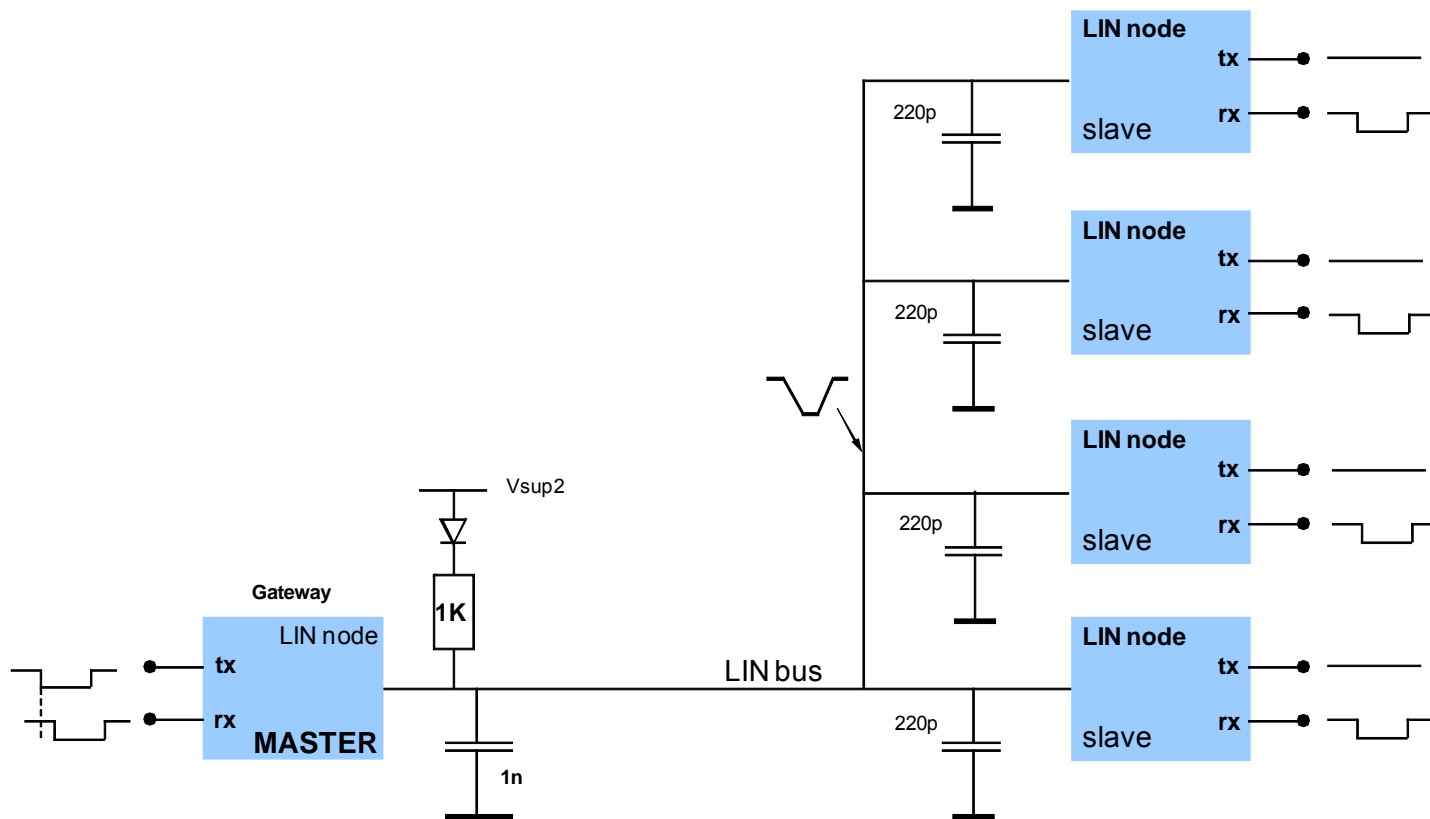 LIN node
tx
220p
rx
slave
LIN node
tx
220p
rx
slave
LIN node
tx
Vsup2
220p
rx
slave
Gateway
1K
LIN node
LIN node
tx
tx
LIN bus
rx
rx
220p
MASTER
slave
1n